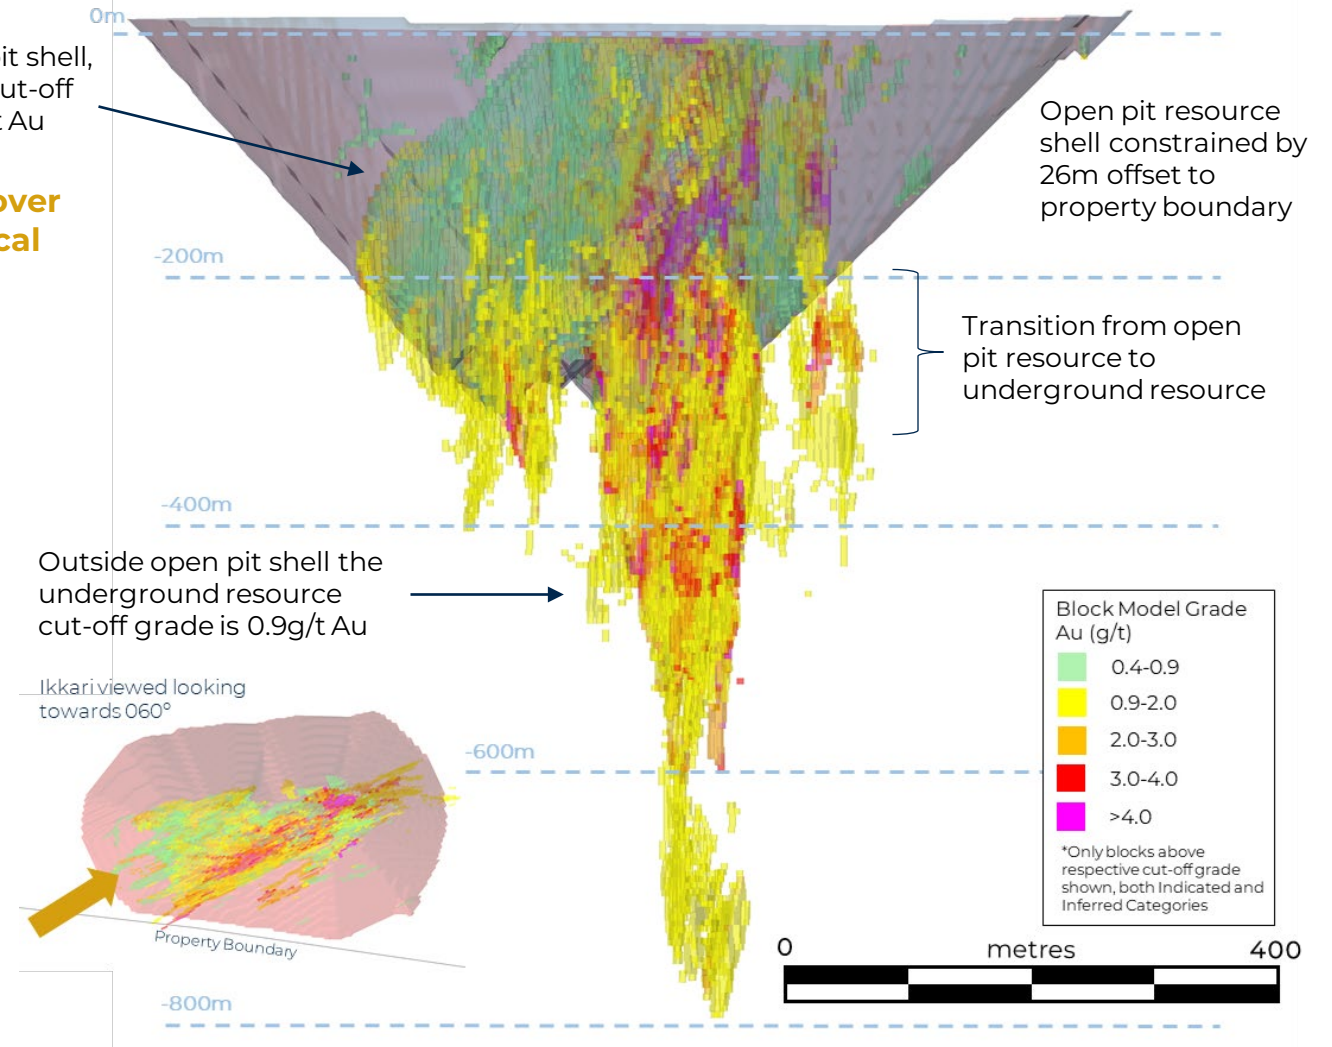 0m
it shell,
ut-off
t Au
over
cal
Open pit resource
shell constrained by
26m offset to
property boundary
-200m
Transition from open
pit resource to
underground resource
-400m
Outside open pit shell the
underground resource
cut-off grade is 0.9g/t Au
Ikkari viewed looking
towards 060°
Property Boundary
-600m
-800m
Block Model Grade
Au (g/t)
0.4-0.9
0.9-2.0
2.0-3.0
3.0-4.0
>4.0
*Only blocks above
respective cut-off grade
shown, both Indicated and
Inferred Categories
0 metres 400